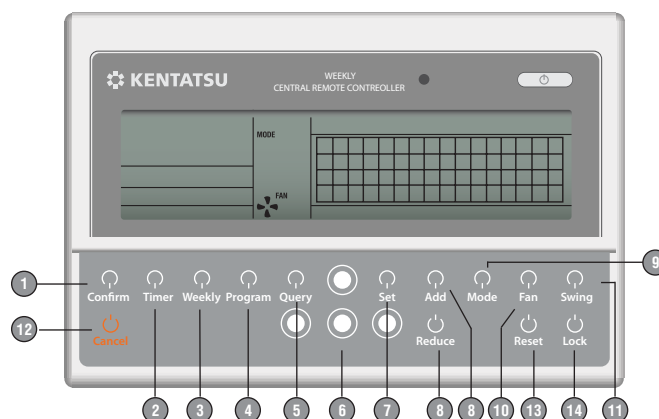 KENTATSU
WEEKLY
CENTRAL REMOTE CONTREOLLER
MODE
FAN
9
1
Confirm Timer Weekly Program Query Set Add Mode Fan Swing
11
12
Cancel Reduce Reset Lock
2 3 4 5 6 7 8 8 10 13 14